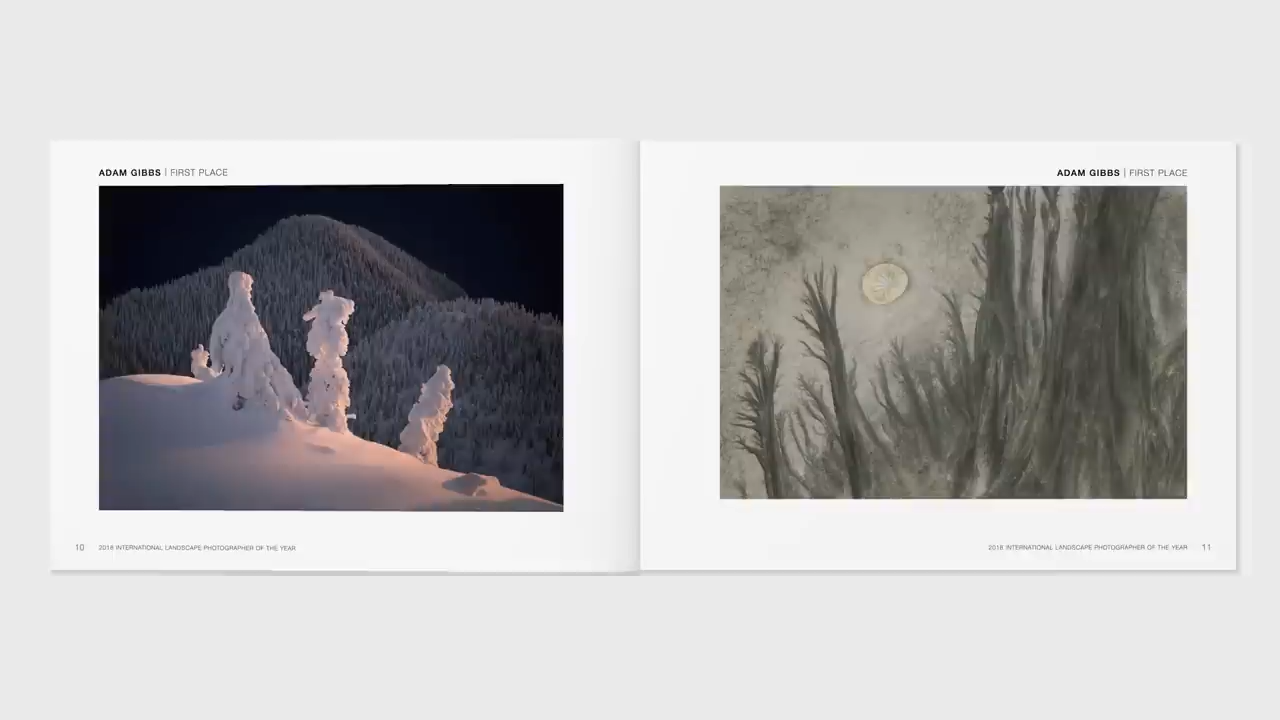 ADAM GIBBS | FIRST PLACE
10 2018 INTERNATIONAL LANDSCAPE PHOTOGRAPHER OF THE YEAR
ADAM GIBBS | FIRST PLACE
2018 INTERNATIONAL LANDSCAPE PHOTOGRAPHER OF THE YEAR 11